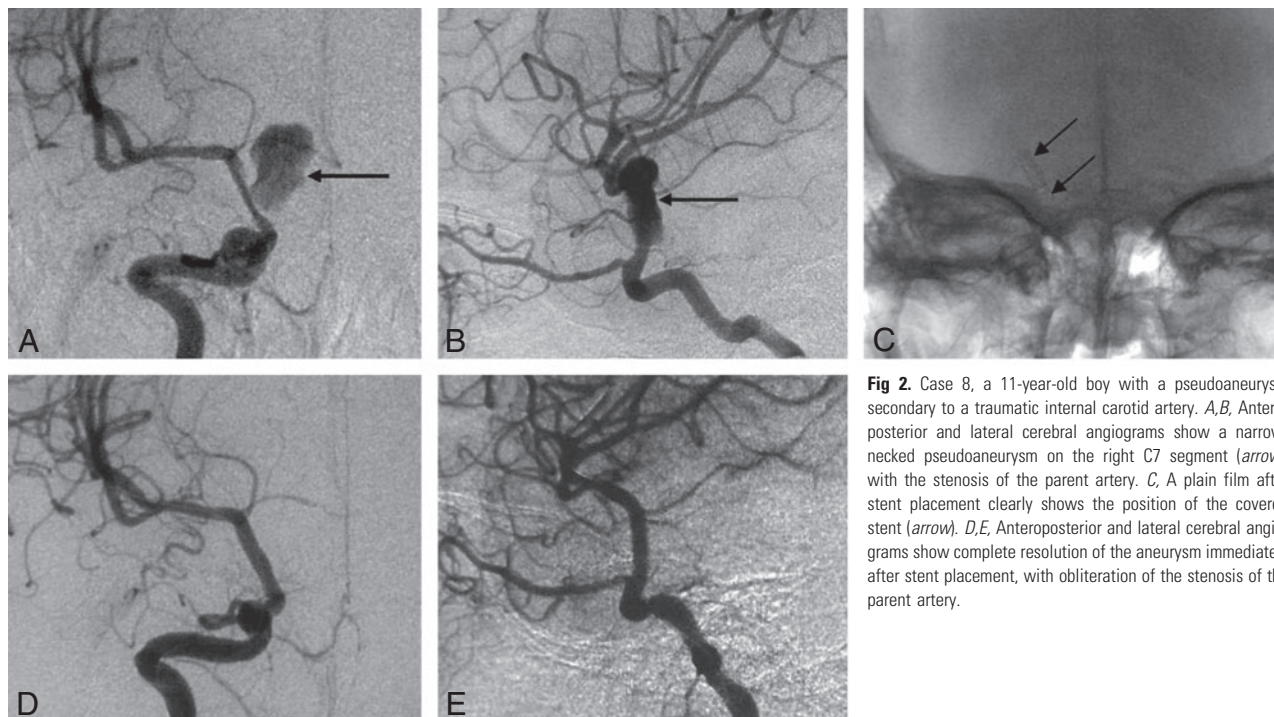 A
B
C
D
E
Fig 2. Case 8, a 11-year-old boy with a pseudoaneurys
secondary to a traumatic internal carotid artery. A,B, Anter
posterior and lateral cerebral angiograms show a narrow
necked pseudoaneurysm on the right C7 segment (arrow
with the stenosis of the parent artery. C, A plain film aft
stent placement clearly shows the position of the covere
stent (arrow). D,E, Anteroposterior and lateral cerebral angi
grams show complete resolution of the aneurysm immediate
after stent placement, with obliteration of the stenosis of t
parent artery.